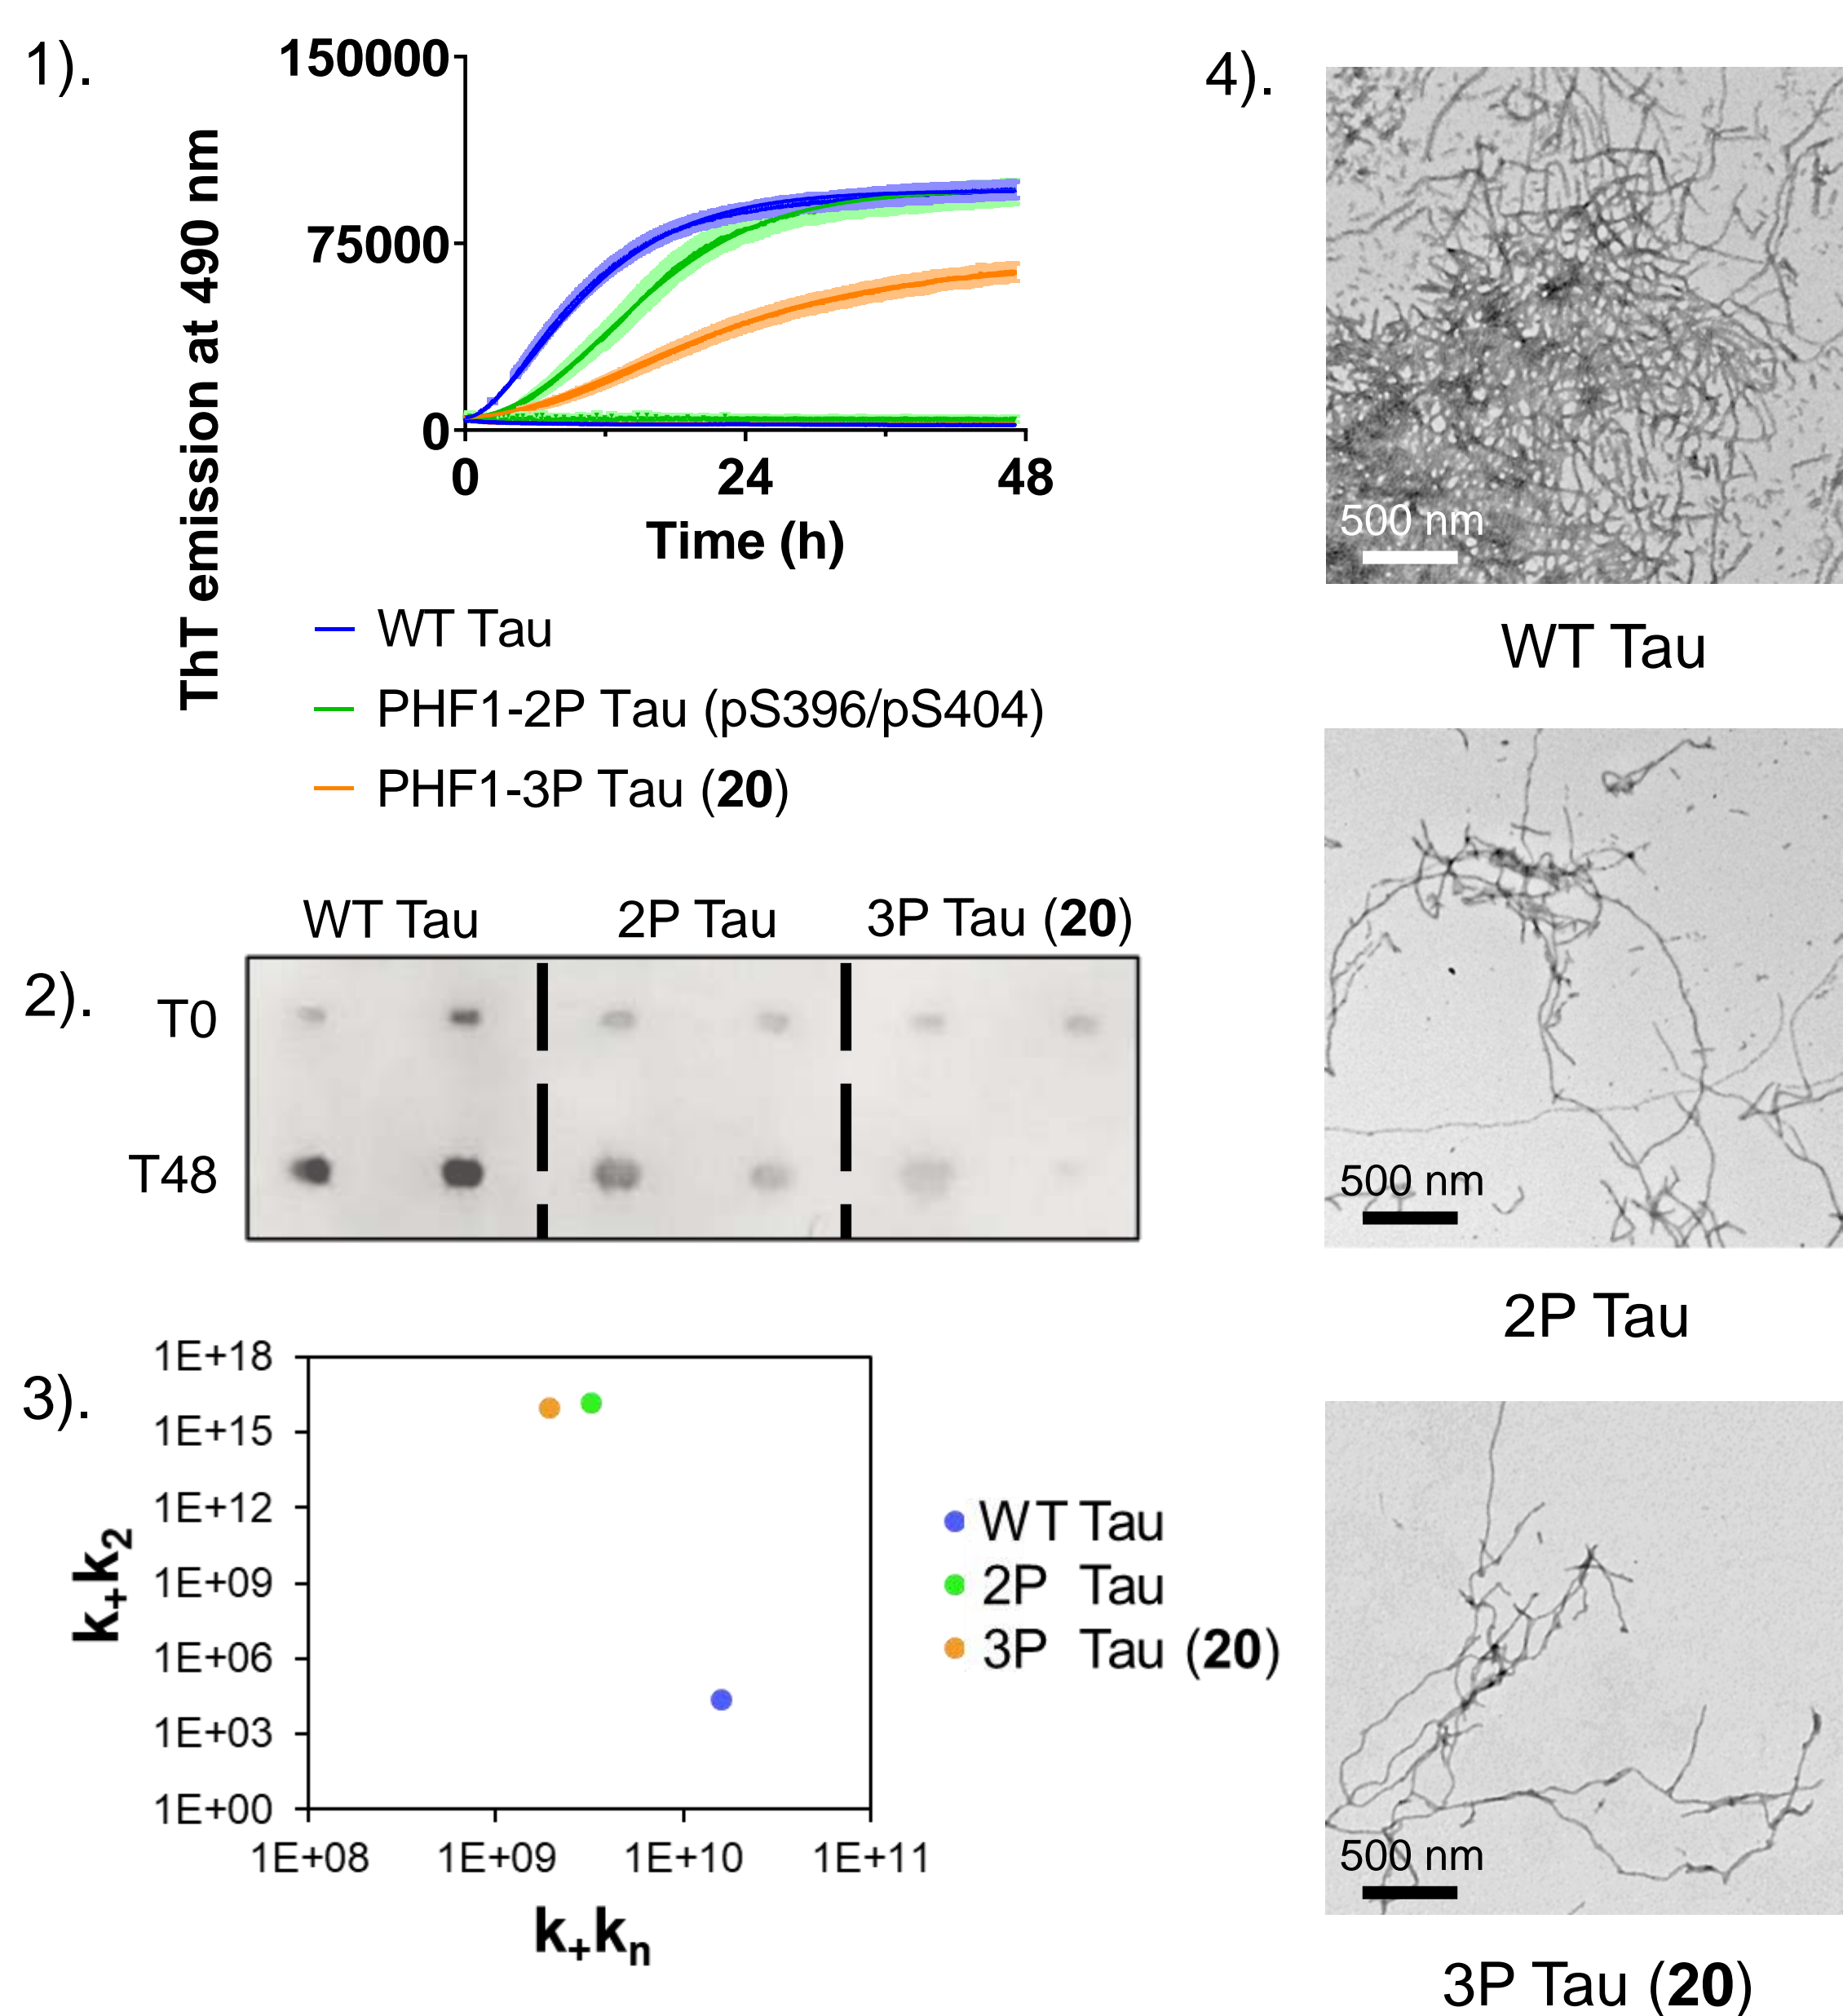 1).
150000
75000
0
0
24
48
Time (h)
ThT emission at 490 nm
WT Tau
PHF1-2P Tau (pS396/pS404)
PHF1-3P Tau (20)
2).
WT Tau
2P Tau
3P Tau (20)
T0
T48
3).
1E+18
1E+15
1E+12
1E+09
1E+06
1E+03
1E+00
1E+08
1E+09
1E+10
1E+11
k₊k₂
k₊kₙ
WT Tau
2P Tau
3P Tau (20)
4).
500 nm
WT Tau
500 nm
2P Tau
500 nm
3P Tau (20)